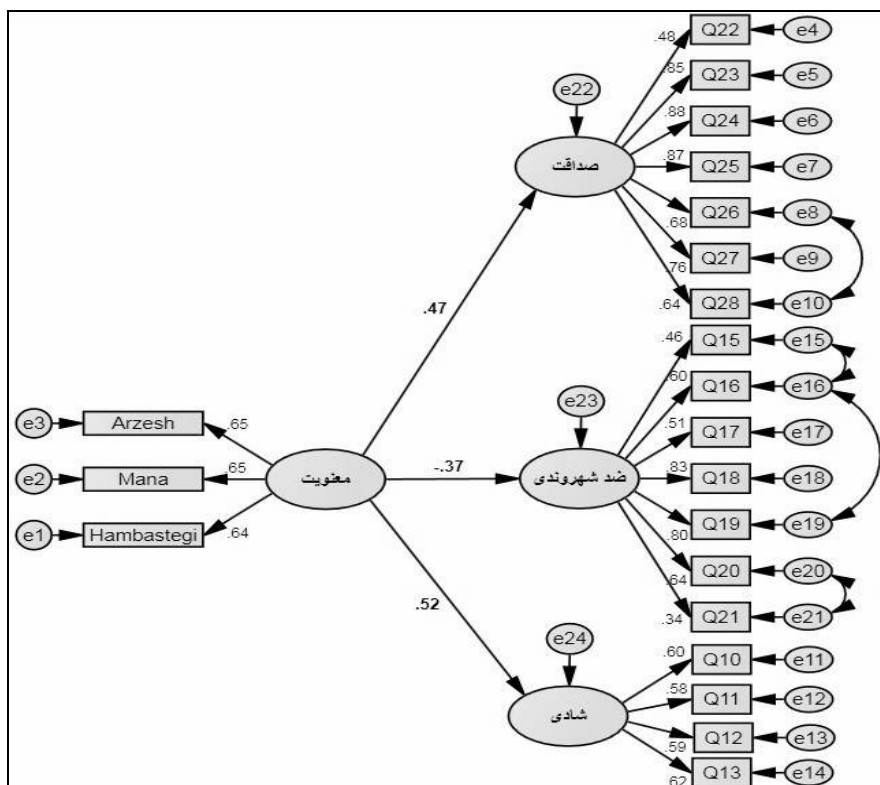 .48 Q22 e4
e22 .85 Q23 e5
.88 Q24 e6
صداقت .87 Q25 e7
Q26 e8
.68
.76 Q27 e9
.64 Q28 e10
.47
.46 Q15 e15
.60 Q16 e16
e23
e3 Arzesh .65 .51 Q17 e17
e2 Mana .65 معنویت -.37 ضد شهروندی .83 Q18 e18
e1 Hambastegi .64 Q19 e19
.80
Q20 e20
.64
.52 .34 Q21 e21
e24 .60 Q10 e11
.58 Q11 e12
شادی Q12 e13
.59
.62 Q13 e14